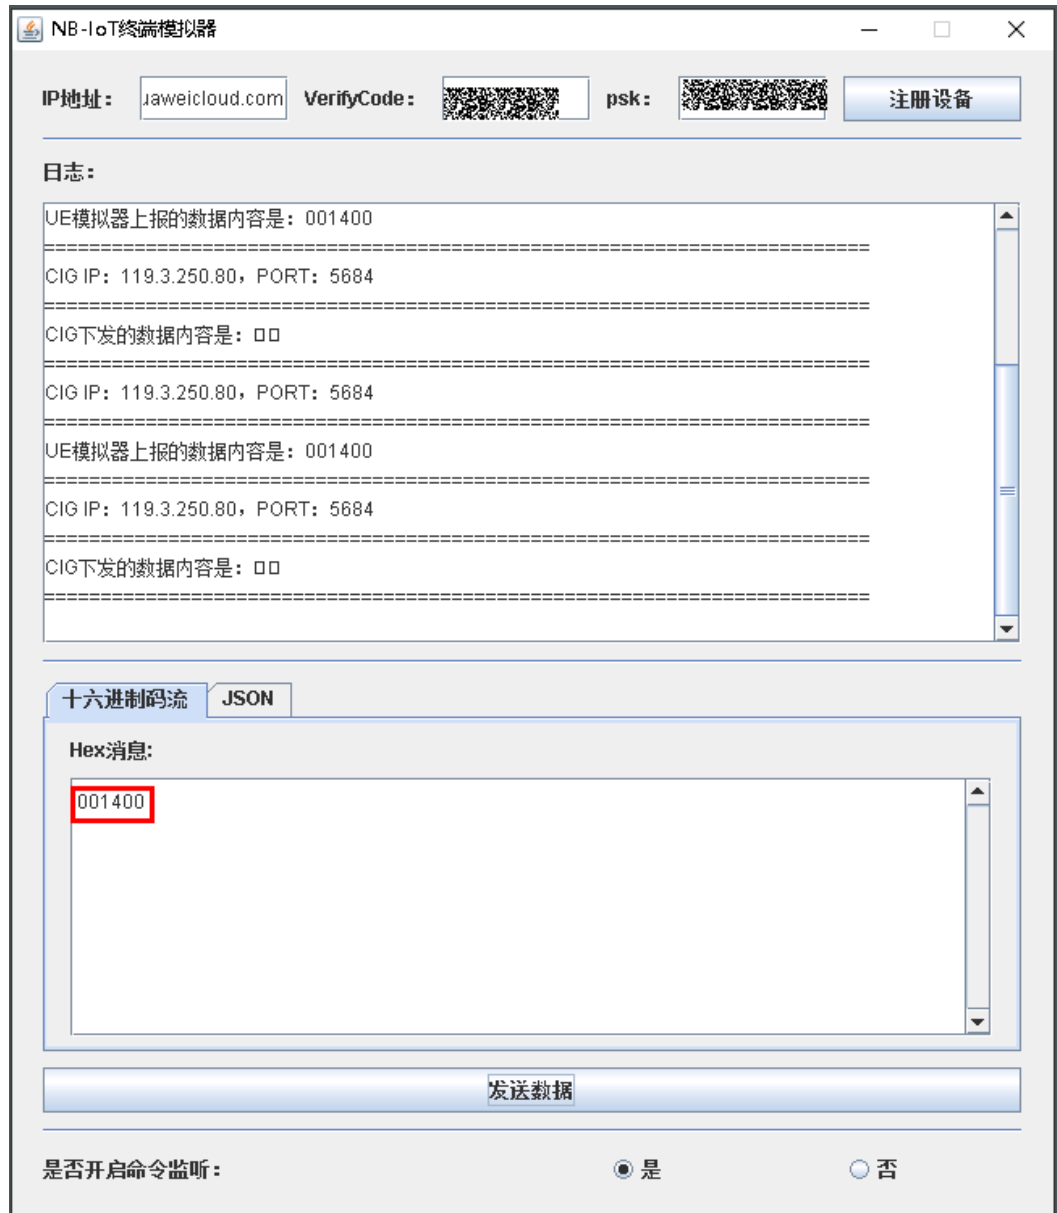 NB-IoT终端模拟器
IP地址: uaweicloud.com VerifyCode: psk: 注册设备
日志:
UE模拟器上报的数据内容是: 001400
=========================================================================
CIG IP: 119.3.250.80, PORT: 5684
=========================================================================
CIG下发的数据内容是: □□
=========================================================================
CIG IP: 119.3.250.80, PORT: 5684
=========================================================================
UE模拟器上报的数据内容是: 001400
=========================================================================
CIG IP: 119.3.250.80, PORT: 5684
=========================================================================
CIG下发的数据内容是: □□
=========================================================================
十六进制码流 JSON
Hex消息:
001400
发送数据
是否开启命令监听: 是 否